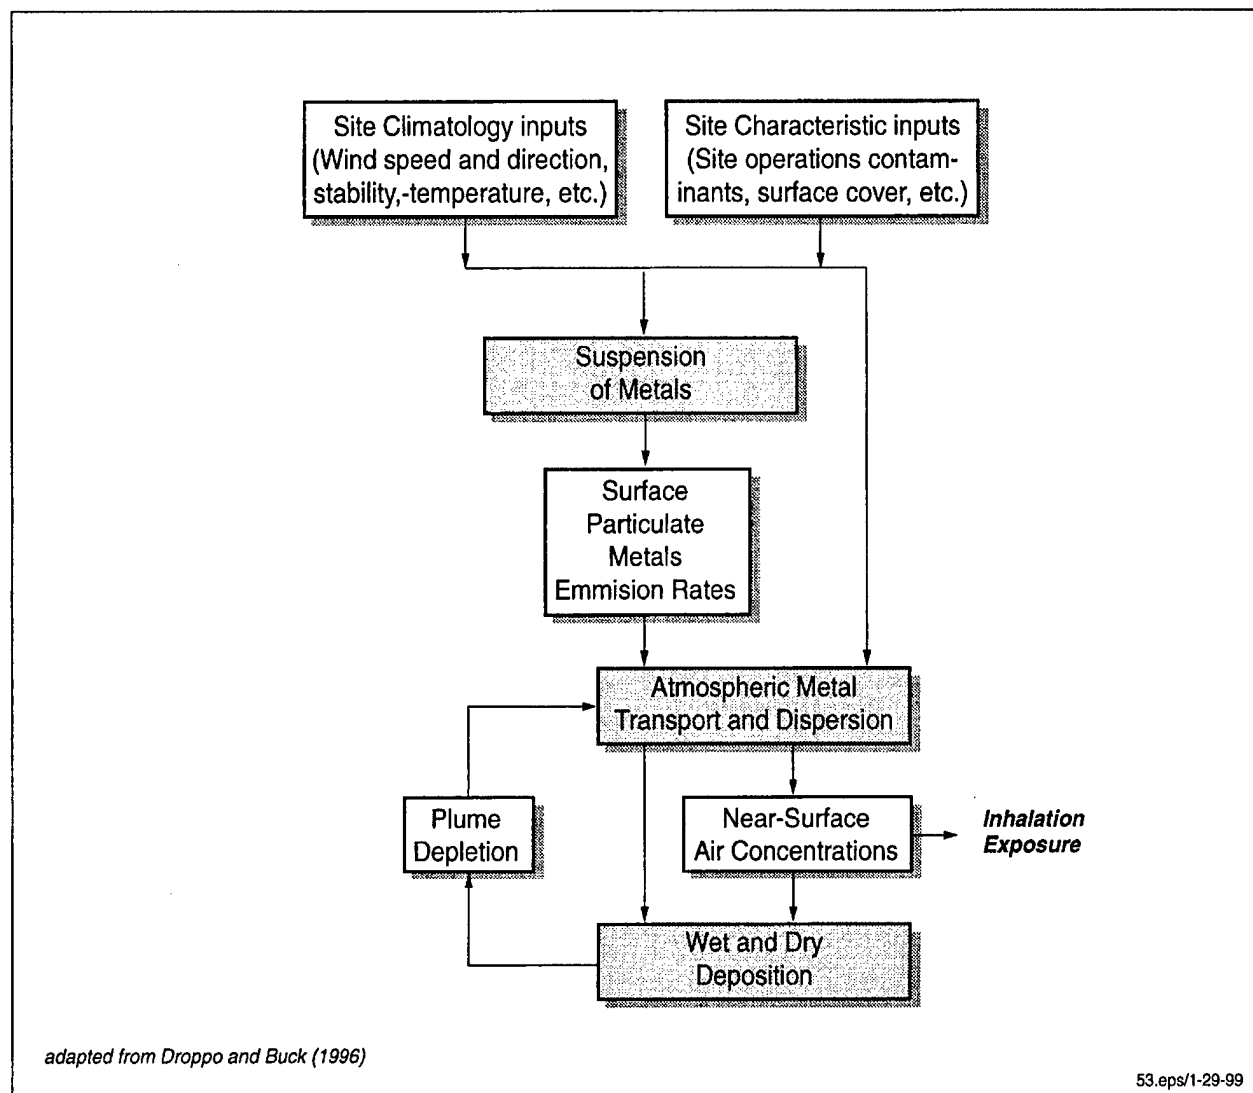 Site Climatology inputs
(Wind speed and direction,
stability,-temperature, etc.)
Site Characteristic inputs
(Site operations contam-
inants, surface cover, etc.)
Suspension
of Metals
Surface
Particulate
Metals
Emmision Rates
Atmospheric Metal
Transport and Dispersion
Plume
Depletion
Near-Surface
Air Concentrations
Inhalation
Exposure
Wet and Dry
Deposition
adapted from Droppo and Buck (1996)
53.eps/1-29-99